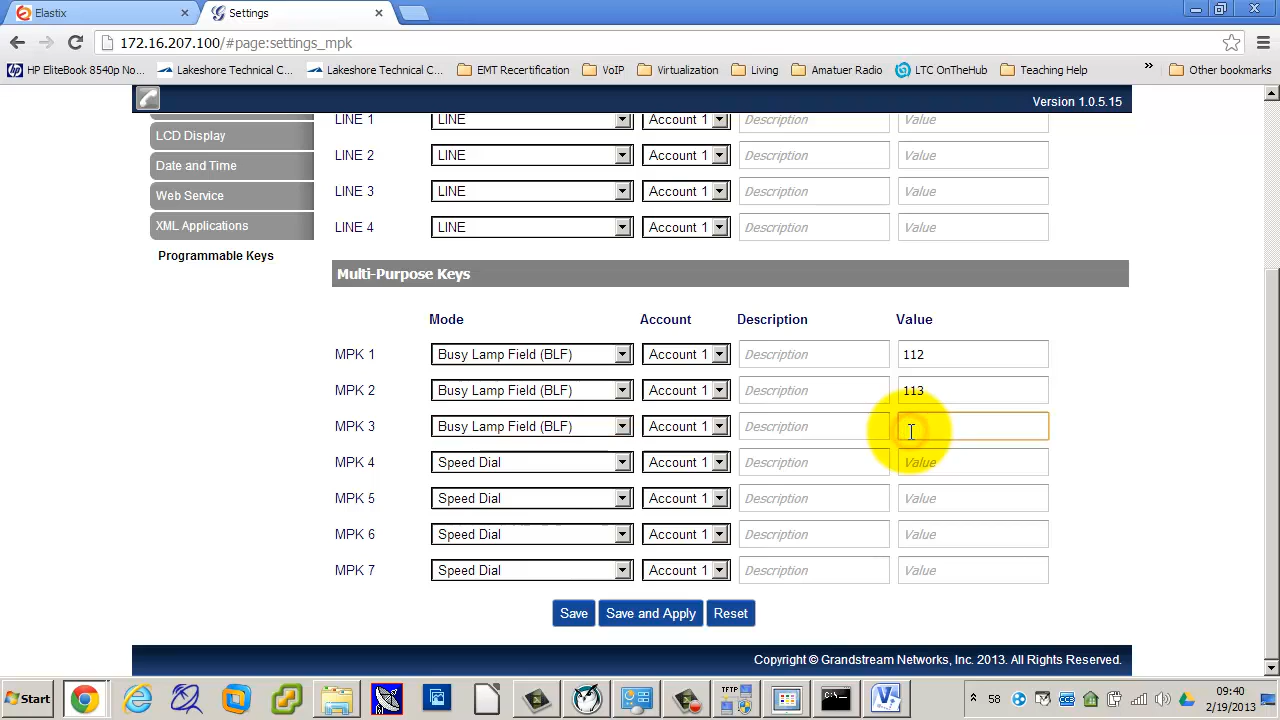 Elastix
Settings
172.16.207.100/#page:settings_mpk
HP EliteBook 8540p No...
Lakeshore Technical C...
Lakeshore Technical C...
EMT Recertification
VoIP
Virtualization
Living
Amatuer Radio
LTC OnTheHub
Teaching Help
»
Other bookmarks
Version 1.0.5.15
LCD Display
Date and Time
Web Service
XML Applications
Programmable Keys
LINE 1 LINE Account 1 Description Value
LINE 2 LINE Account 1 Description Value
LINE 3 LINE Account 1 Description Value
LINE 4 LINE Account 1 Description Value
Multi-Purpose Keys
Mode Account Description Value
MPK 1 Busy Lamp Field (BLF) Account 1 Description 112
MPK 2 Busy Lamp Field (BLF) Account 1 Description 113
MPK 3 Busy Lamp Field (BLF) Account 1 Description
MPK 4 Speed Dial Account 1 Description Value
MPK 5 Speed Dial Account 1 Description Value
MPK 6 Speed Dial Account 1 Description Value
MPK 7 Speed Dial Account 1 Description Value
Save Save and Apply Reset
Copyright © Grandstream Networks, Inc. 2013. All Rights Reserved.
Start
TFTP
58
09:40
2/19/2013